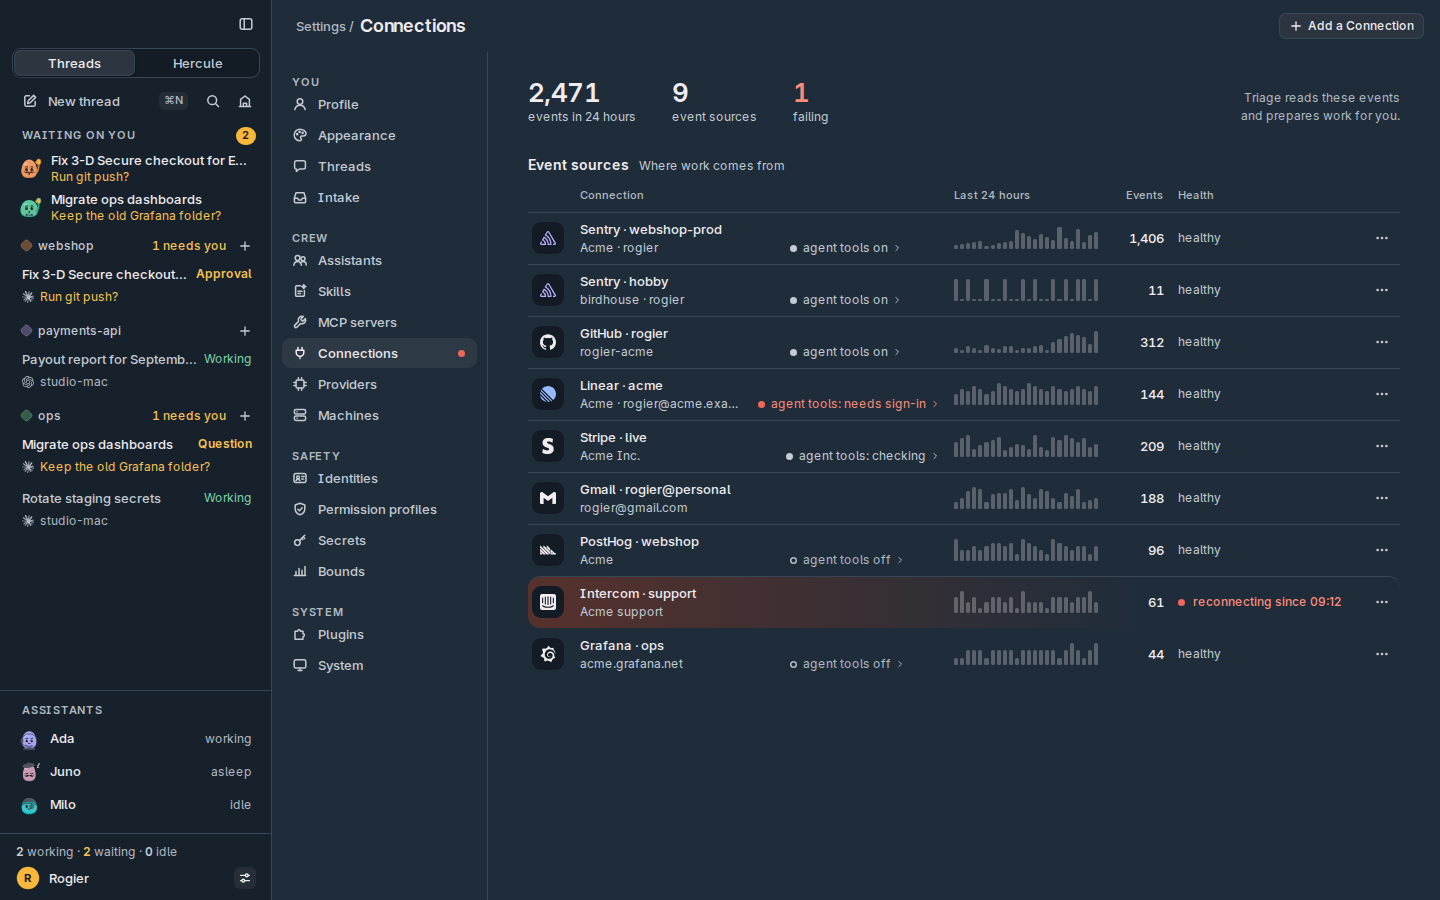 Threads
Hercule
New thread
⌘N
WAITING ON YOU
2
Fix 3-D Secure checkout for E...
Run git push?
Migrate ops dashboards
Keep the old Grafana folder?
webshop
1 needs you
Fix 3-D Secure checkout...
Approval
Run git push?
payments-api
Payout report for Septemb...
Working
studio-mac
ops
1 needs you
Migrate ops dashboards
Question
Keep the old Grafana folder?
Rotate staging secrets
Working
studio-mac
ASSISTANTS
Ada
working
Juno
asleep
Milo
idle
2 working · 2 waiting · 0 idle
R
Rogier
Settings / Connections
Add a Connection
YOU
Profile
Appearance
Threads
Intake
CREW
Assistants
Skills
MCP servers
Connections
Providers
Machines
SAFETY
Identities
Permission profiles
Secrets
Bounds
SYSTEM
Plugins
System
2,471
events in 24 hours
9
event sources
1
failing
Triage reads these events
and prepares work for you.
Event sources Where work comes from
Connection
Last 24 hours
Events
Health
Sentry · webshop-prod
Acme · rogier
agent tools on
1,406
healthy
Sentry · hobby
birdhouse · rogier
agent tools on
11
healthy
GitHub · rogier
rogier-acme
agent tools on
312
healthy
Linear · acme
Acme · rogier@acme.exa...
agent tools: needs sign-in
144
healthy
Stripe · live
Acme Inc.
agent tools: checking
209
healthy
Gmail · rogier@personal
rogier@gmail.com
188
healthy
PostHog · webshop
Acme
agent tools off
96
healthy
Intercom · support
Acme support
61
reconnecting since 09:12
Grafana · ops
acme.grafana.net
agent tools off
44
healthy